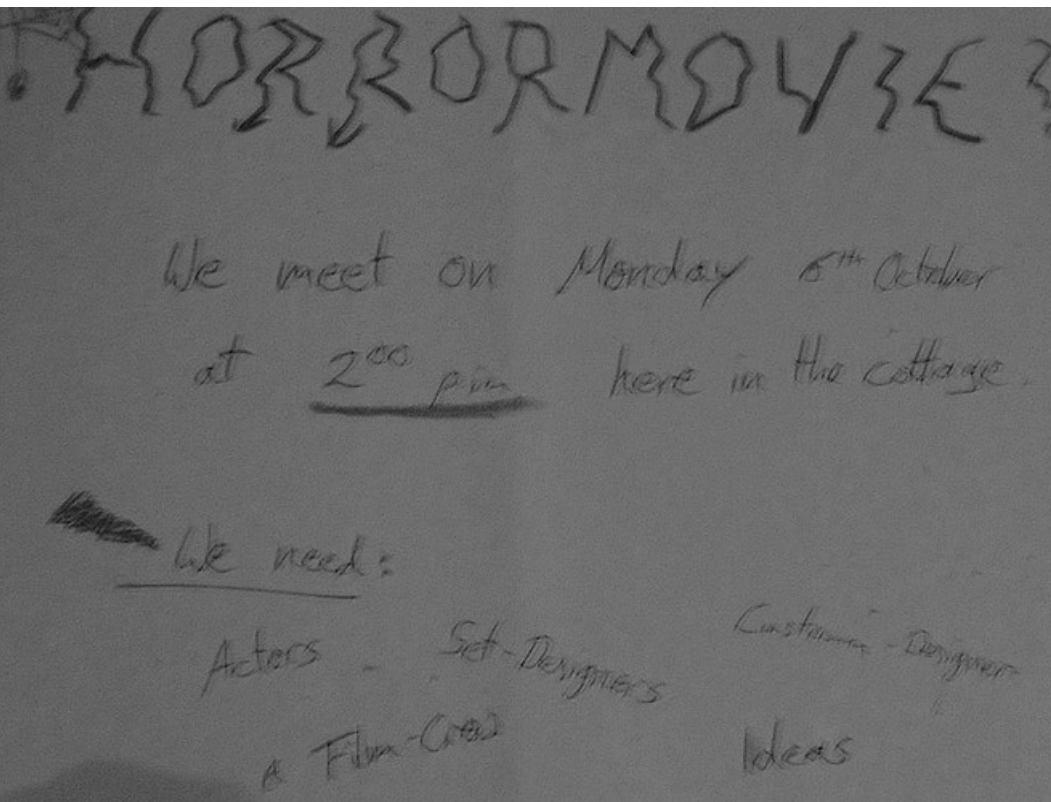 HORRORMOVIE
We meet on Monday 6th October
at 200 pm here in the cottage.
We need:
Actors Set-Designers Costume-Designer
a Film-Crew Ideas